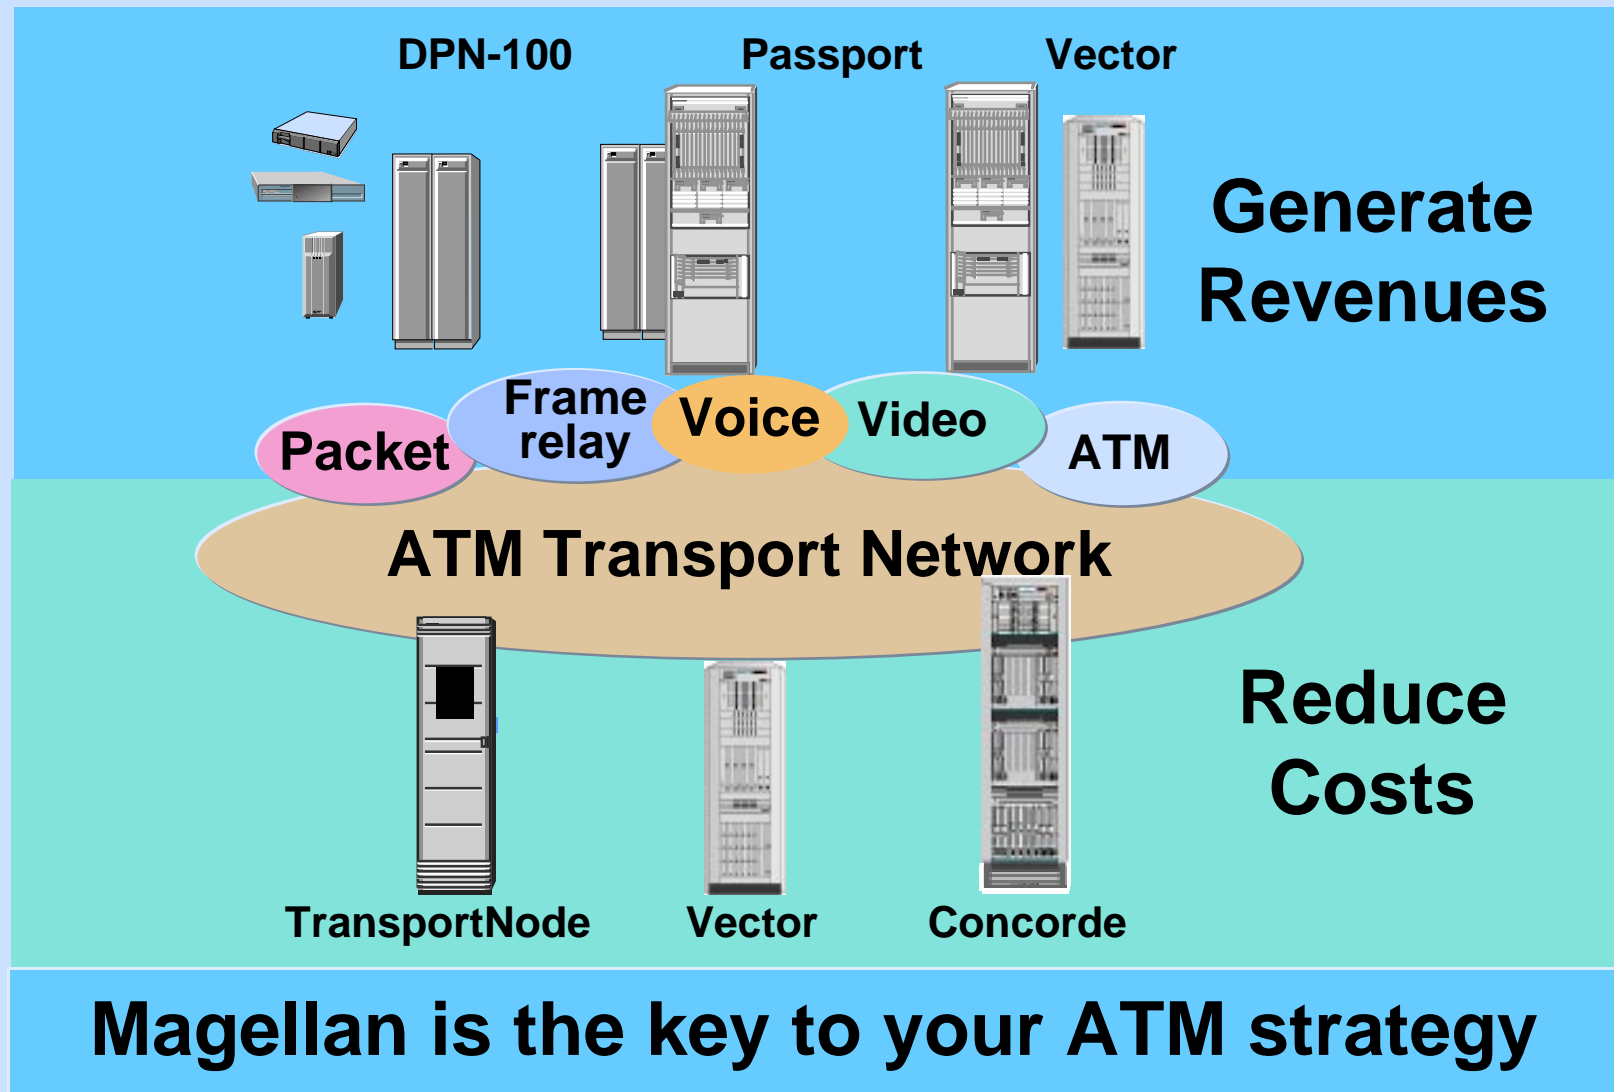 DPN-100
Passport
Vector
Generate
Revenues
Packet
Frame
relay
Voice
Video
ATM
ATM Transport Network
Reduce
Costs
TransportNode
Vector
Concorde
Magellan is the key to your ATM strategy